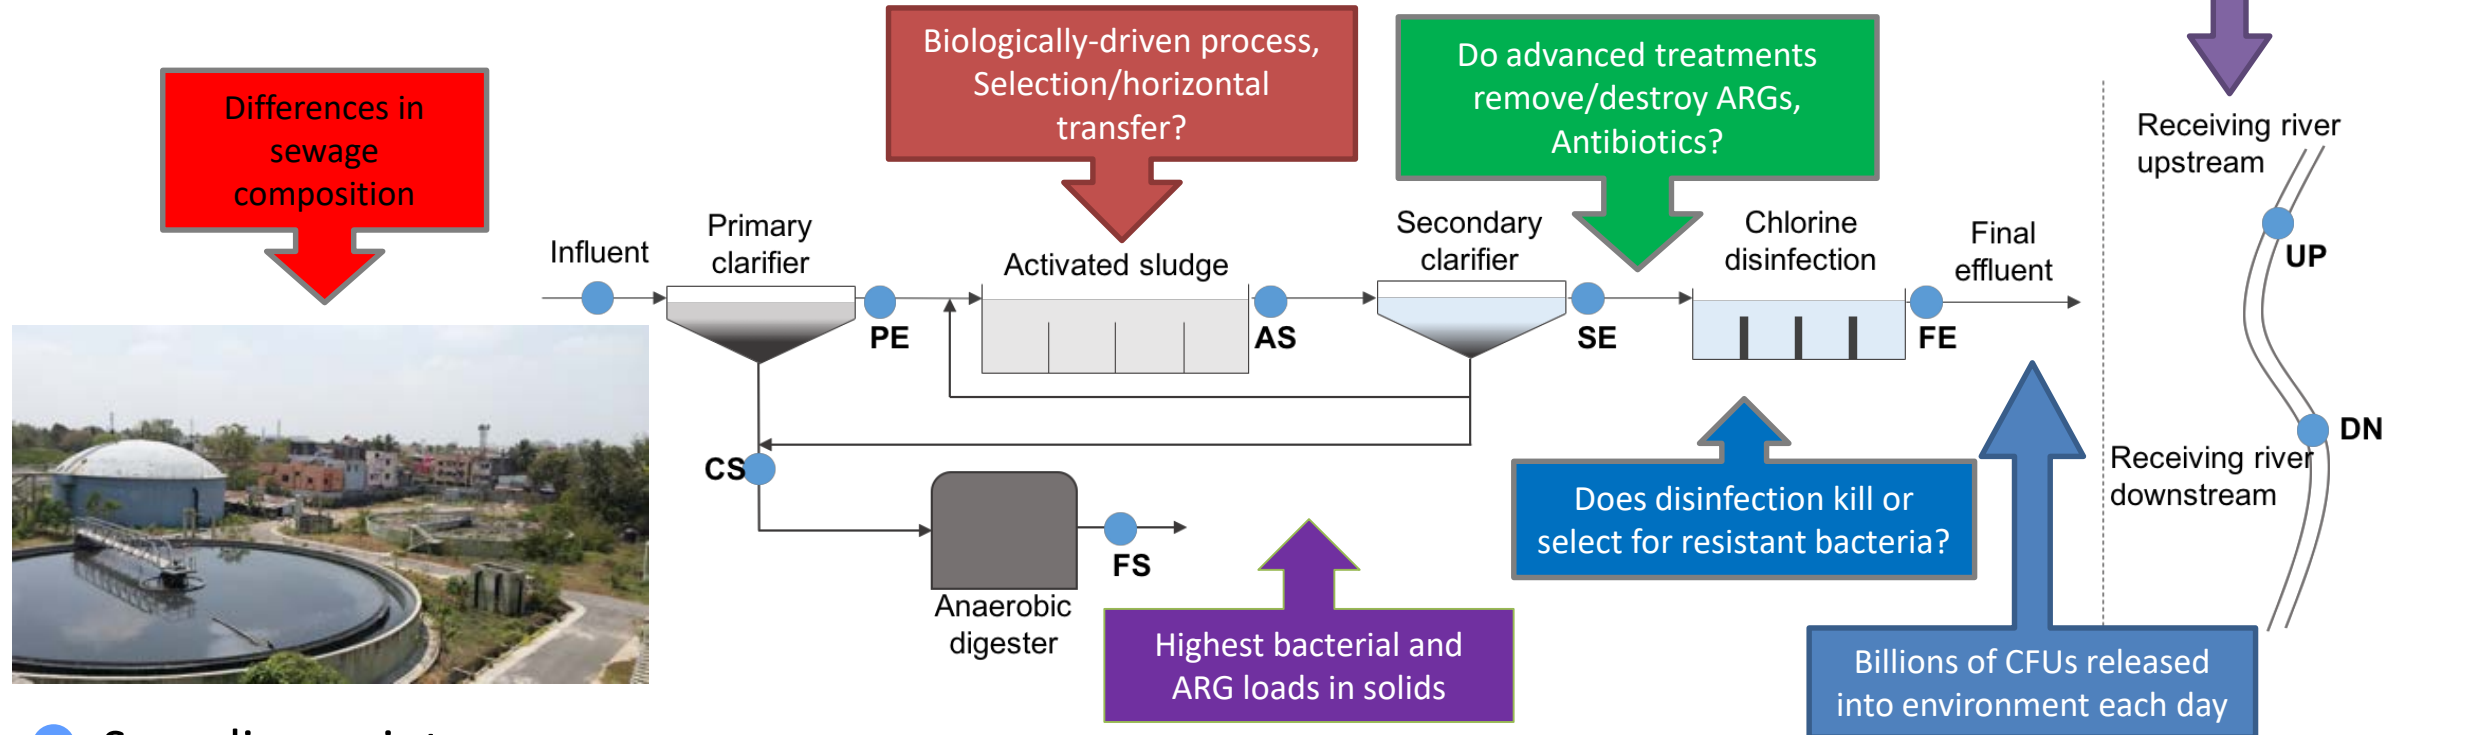 Differences in
sewage
composition
Biologically-driven process,
Selection/horizontal
transfer?
Do advanced treatments
remove/destroy ARGs,
Antibiotics?
Receiving river
upstream
UP
Influent
Primary
clarifier
PE
Activated sludge
AS
Secondary
clarifier
SE
Chlorine
disinfection
FE
Final
effluent
DN
Receiving river
downstream
CS
FS
Anaerobic
digester
Highest bacterial and
ARG loads in solids
Does disinfection kill or
select for resistant bacteria?
Billions of CFUs released
into environment each day